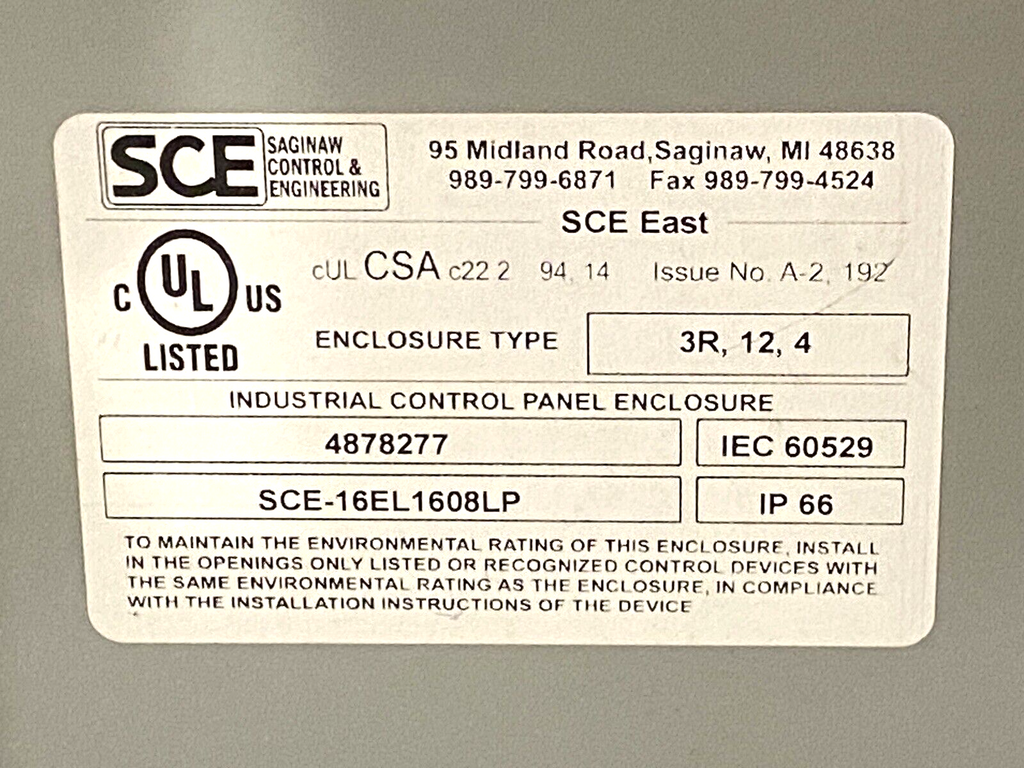 SCE
SAGINAW
CONTROL &
ENGINEERING
95 Midland Road,Saginaw, MI 48638
989-799-6871 Fax 989-799-4524
SCE East
C UL US
LISTED
cUL CSA c22 2 94, 14 Issue No. A-2, 192
ENCLOSURE TYPE 3R, 12, 4
INDUSTRIAL CONTROL PANEL ENCLOSURE
4878277 IEC 60529
SCE-16EL1608LP IP 66
TO MAINTAIN THE ENVIRONMENTAL RATING OF THIS ENCLOSURE, INSTALL
IN THE OPENINGS ONLY LISTED OR RECOGNIZED CONTROL DEVICES WITH
THE SAME ENVIRONMENTAL RATING AS THE ENCLOSURE, IN COMPLIANCE
WITH THE INSTALLATION INSTRUCTIONS OF THE DEVICE